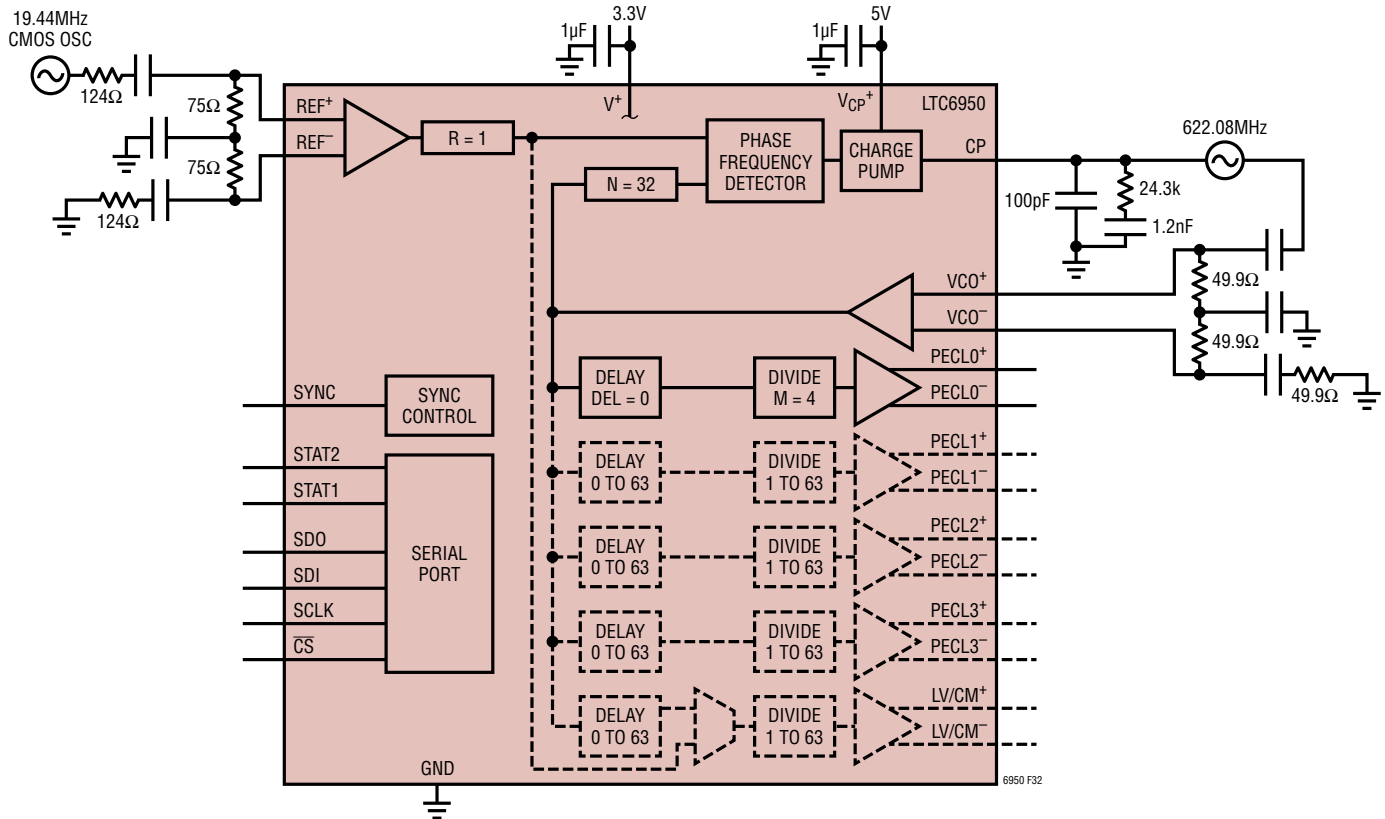 19.44MHz
CMOS OSC
124Ω
75Ω
75Ω
124Ω
1µF
3.3V
1µF
5V
V+
VCP+
LTC6950
REF+
REF–
R = 1
N = 32
PHASE
FREQUENCY
DETECTOR
CHARGE
PUMP
CP
622.08MHz
100pF
24.3k
1.2nF
VCO+
VCO–
49.9Ω
49.9Ω
49.9Ω
SYNC
SYNC
CONTROL
DELAY
DEL = 0
DIVIDE
M = 4
PECL0+
PECL0–
STAT2
STAT1
SDO
SDI
SCLK
CS
SERIAL
PORT
DELAY
0 TO 63
DIVIDE
1 TO 63
PECL1+
PECL1–
DELAY
0 TO 63
DIVIDE
1 TO 63
PECL2+
PECL2–
DELAY
0 TO 63
DIVIDE
1 TO 63
PECL3+
PECL3–
DELAY
0 TO 63
DIVIDE
1 TO 63
LV/CM+
LV/CM–
GND
6950 F32